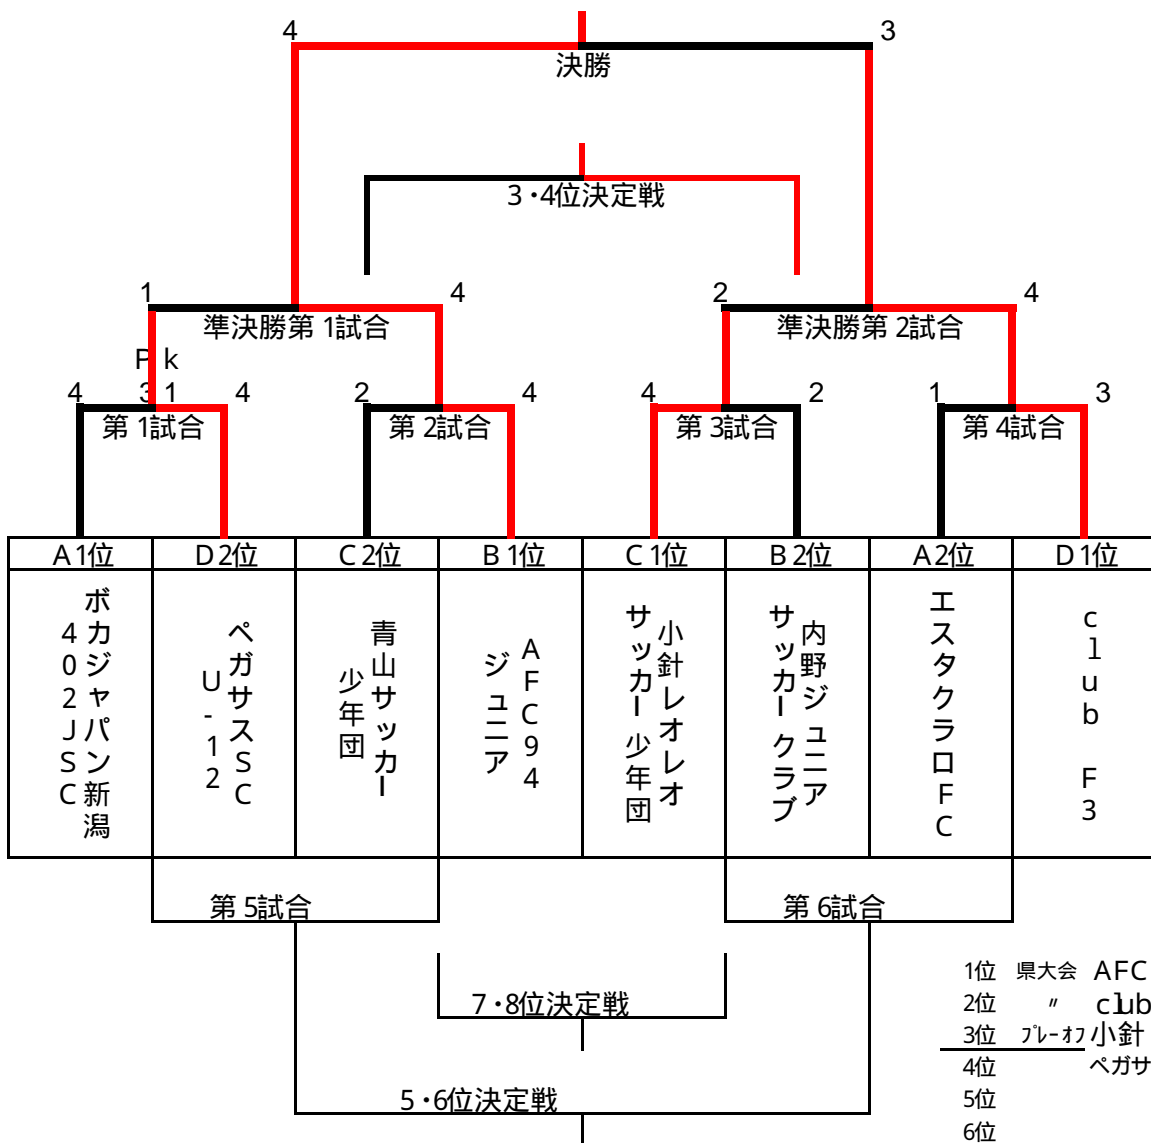 4 3
決勝
3・4位決定戦
1 4 2 4
準決勝第1試合 準決勝第2試合
Pk
4 3 1 4 2 4 4 2 1 3
第1試合 第2試合 第3試合 第4試合
A1位 D2位 C2位 B1位 C1位 B2位 A2位 D1位
ボカジャパン新潟
402JSC
ペガサスSC
U-12
青山サッカー
少年団
AFC94
ジュニア
小針レオレオ
サッカー少年団
内野ジュニア
サッカークラブ
エスタクラロFC
club F3
第5試合 第6試合
7・8位決定戦
5・6位決定戦
1位 県大会 AFC
2位 〃 club
3位 プレーオフ 小針
4位 ペガサ
5位
6位